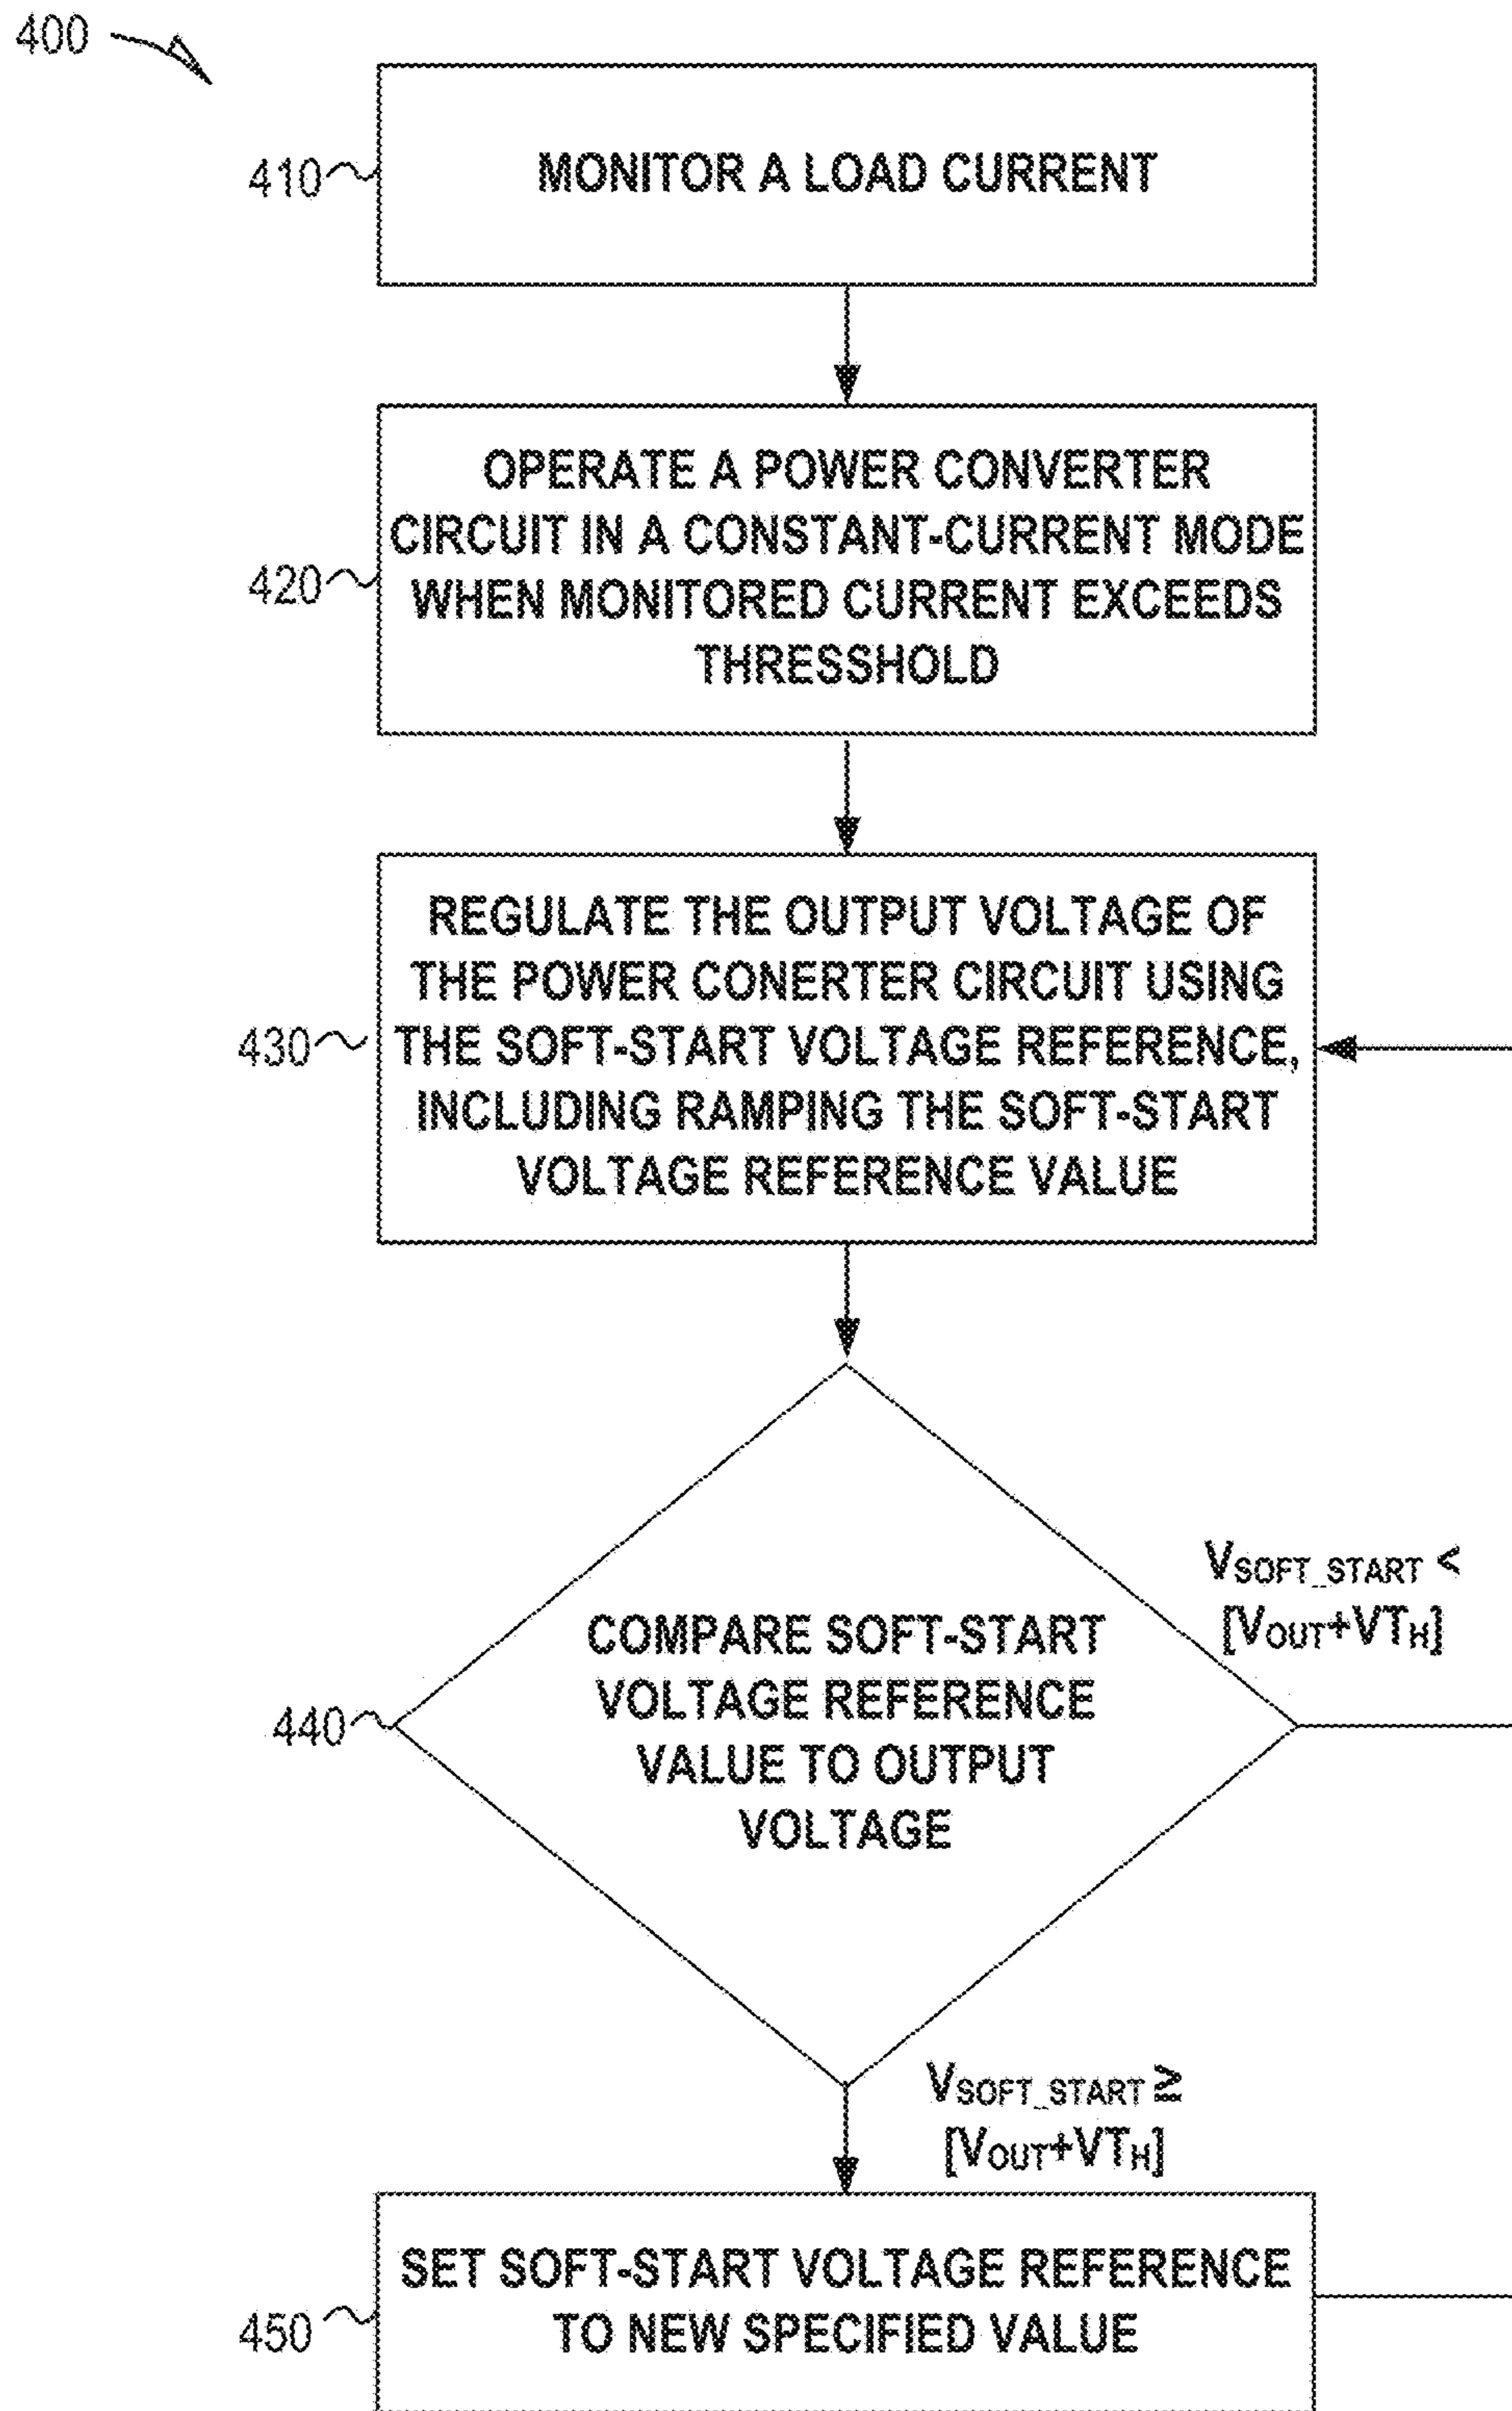 400
410
MONITOR A LOAD CURRENT
OPERATE A POWER CONVERTER
CIRCUIT IN A CONSTANT-CURRENT MODE
420
WHEN MONITORED CURRENT EXCEEDS
THRESSHOLD
REGULATE THE OUTPUT VOLTAGE OF
THE POWER CONERTER CIRCUIT USING
430
THE SOFT-START VOLTAGE REFERENCE,
INCLUDING RAMPING THE SOFT-START
VOLTAGE REFERENCE VALUE
VSOFT_START <
[VOUT+VTH]
COMPARE SOFT-START
VOLTAGE REFERENCE
440
VALUE TO OUTPUT
VOLTAGE
VSOFT_START ≥
[VOUT+VTH]
SET SOFT-START VOLTAGE REFERENCE
450
TO NEW SPECIFIED VALUE